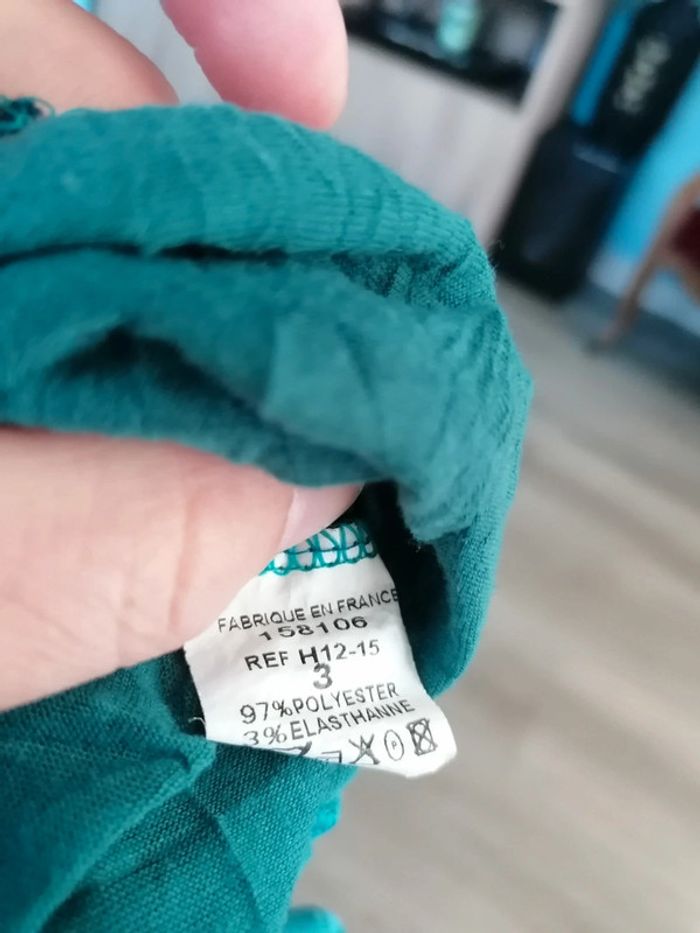 FABRIQUE EN FRANCE
158106
REF H12-15
3
97%POLYESTER
3%ELASTHANNE
P